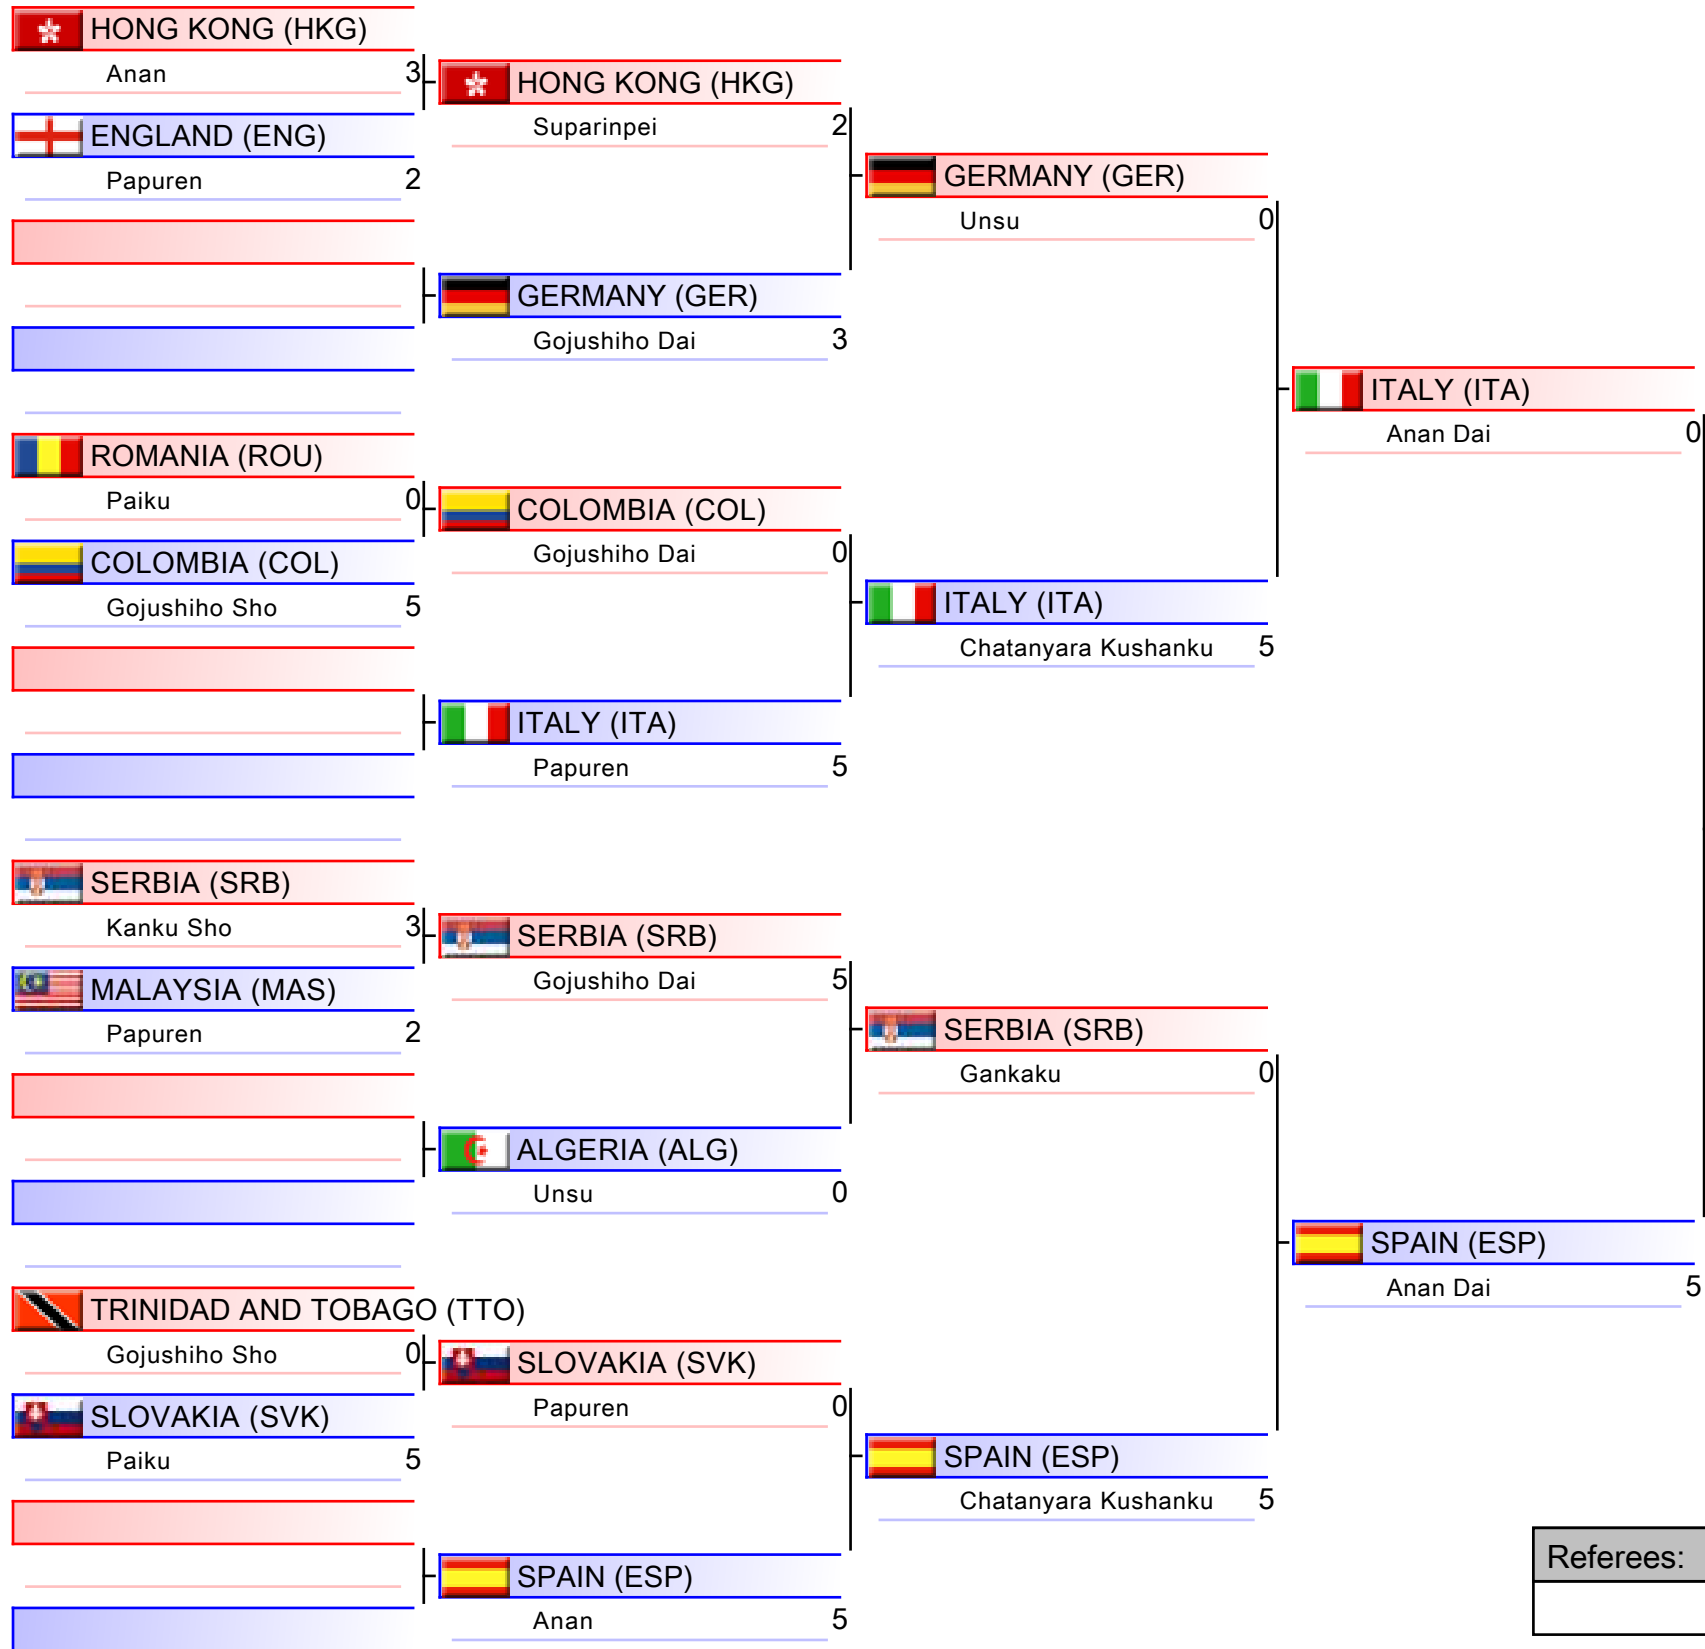 HONG KONG (HKG)
Anan 3
ENGLAND (ENG)
Papuren 2
ROMANIA (ROU)
Paiku 0
COLOMBIA (COL)
Gojushiho Sho 5
SERBIA (SRB)
Kanku Sho 3
MALAYSIA (MAS)
Papuren 2
TRINIDAD AND TOBAGO (TTO)
Gojushiho Sho 0
SLOVAKIA (SVK)
Paiku 5
HONG KONG (HKG)
Suparinpei 2
GERMANY (GER)
Gojushiho Dai 3
COLOMBIA (COL)
Gojushiho Dai 0
ITALY (ITA)
Papuren 5
SERBIA (SRB)
Gojushiho Dai 5
ALGERIA (ALG)
Unsu 0
SLOVAKIA (SVK)
Papuren 0
SPAIN (ESP)
Anan 5
GERMANY (GER)
Unsu 0
ITALY (ITA)
Chatanyara Kushanku 5
SERBIA (SRB)
Gankaku 0
SPAIN (ESP)
Chatanyara Kushanku 5
ITALY (ITA)
Anan Dai 0
SPAIN (ESP)
Anan Dai 5
Referees: